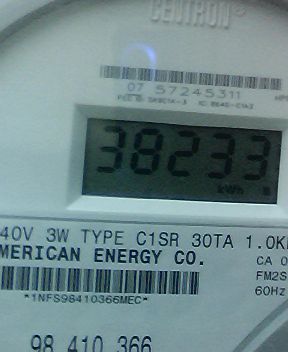 CENTRON®
07 57245311
38233
kWh
40V 3W TYPE C1SR 30TA 1.0K
MERICAN ENERGY CO.
CA 0
FM2S
60Hz
*1NFS98410366MEC*
98 410 366